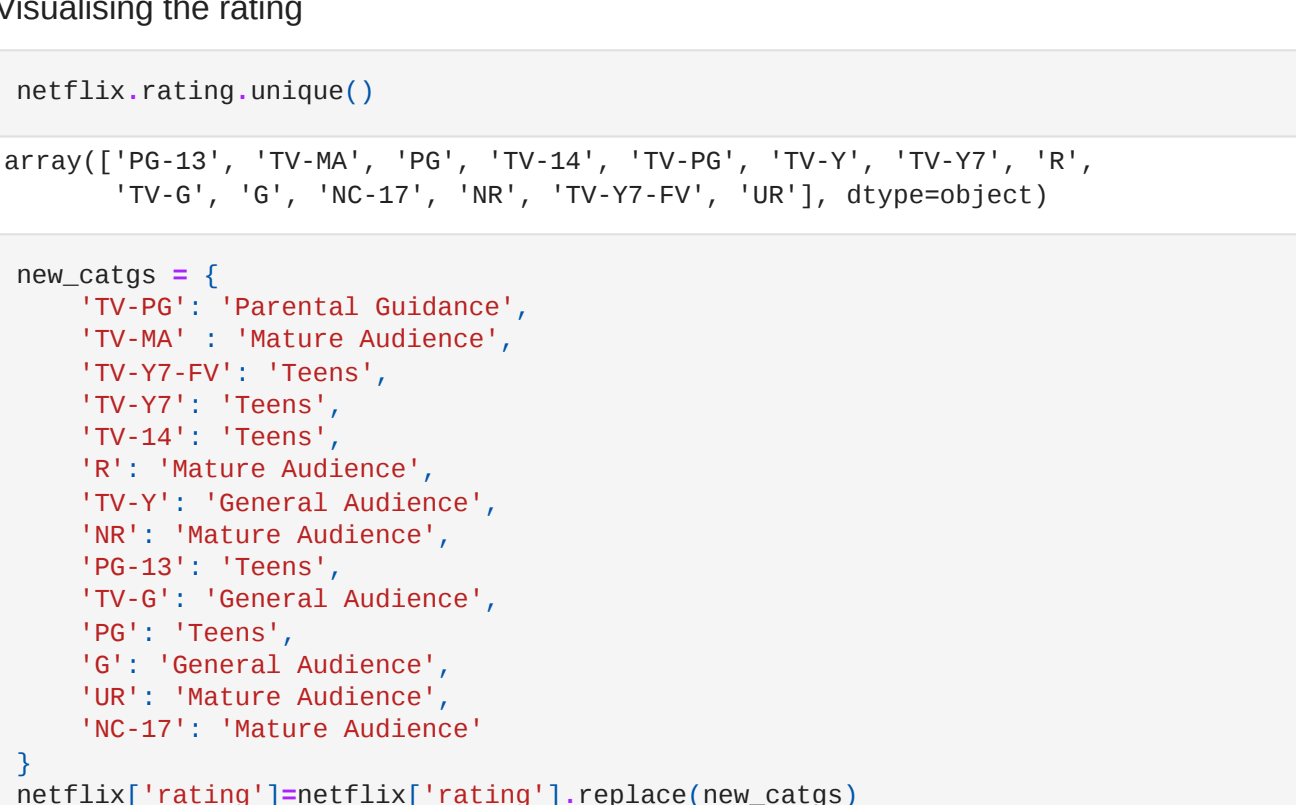 Visualising the rating
netflix.rating.unique()
array(['PG-13', 'TV-MA', 'PG', 'TV-14', 'TV-PG', 'TV-Y', 'TV-Y7', 'R',
       'TV-G', 'G', 'NC-17', 'NR', 'TV-Y7-FV', 'UR'], dtype=object)
new_catgs = {
    'TV-PG': 'Parental Guidance',
    'TV-MA' : 'Mature Audience',
    'TV-Y7-FV': 'Teens',
    'TV-Y7': 'Teens',
    'TV-14': 'Teens',
    'R': 'Mature Audience',
    'TV-Y': 'General Audience',
    'NR': 'Mature Audience',
    'PG-13': 'Teens',
    'TV-G': 'General Audience',
    'PG': 'Teens',
    'G': 'General Audience',
    'UR': 'Mature Audience',
    'NC-17': 'Mature Audience'
}
netflix['rating']=netflix['rating'].replace(new_catgs)